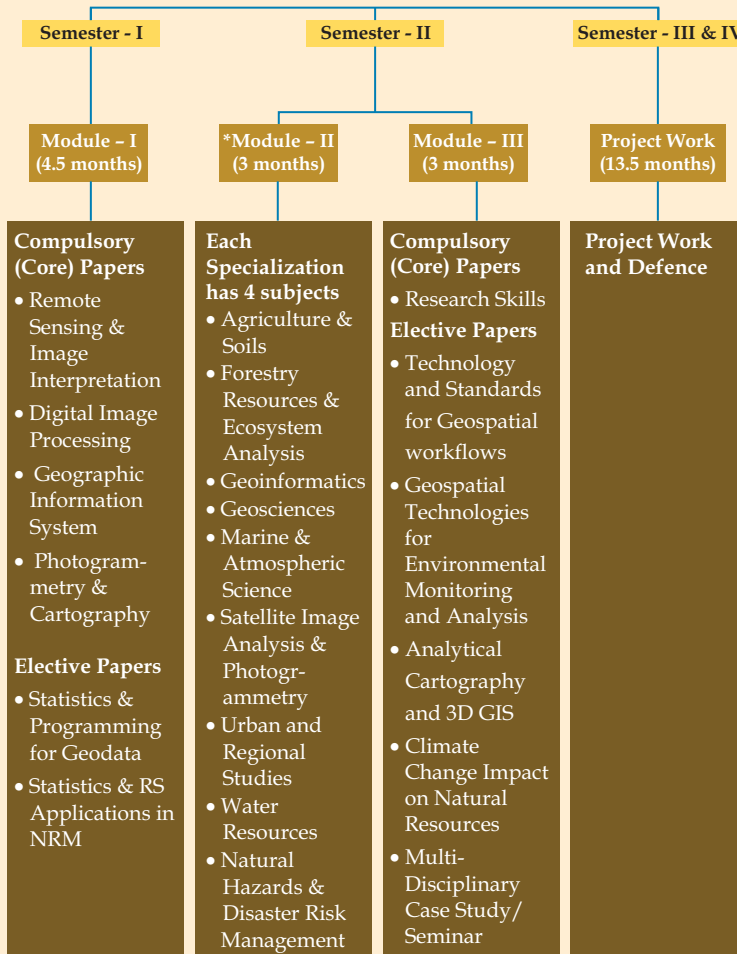 Semester - I
Semester - II
Semester - III & IV
Module – I
(4.5 months)
*Module – II
(3 months)
Module – III
(3 months)
Project Work
(13.5 months)
Compulsory
(Core) Papers
• Remote
Sensing &
Image
Interpretation
• Digital Image
Processing
• Geographic
Information
System
• Photogram-
metry &
Cartography
Elective Papers
• Statistics &
Programming
for Geodata
• Statistics & RS
Applications in
NRM
Each
Specialization
has 4 subjects
• Agriculture &
Soils
• Forestry
Resources &
Ecosystem
Analysis
• Geoinformatics
• Geosciences
• Marine &
Atmospheric
Science
• Satellite Image
Analysis &
Photogr-
ammetry
• Urban and
Regional
Studies
• Water
Resources
• Natural
Hazards &
Disaster Risk
Management
Compulsory
(Core) Papers
• Research Skills
Elective Papers
• Technology
and Standards
for Geospatial
workflows
• Geospatial
Technologies
for
Environmental
Monitoring
and Analysis
• Analytical
Cartography
and 3D GIS
• Climate
Change Impact
on Natural
Resources
• Multi-
Disciplinary
Case Study/
Seminar
Project Work
and Defence